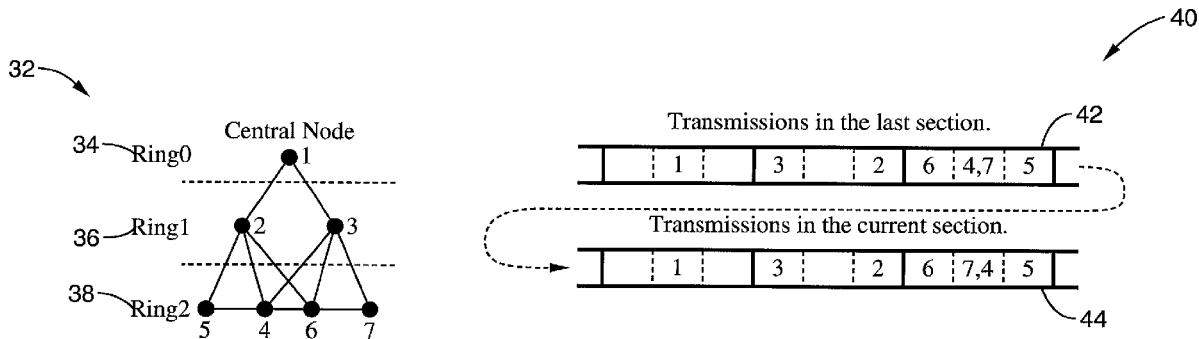 40
32
42
Central Node
Transmissions in the last section.
34 Ring0 1
1 3 2 6 4,7 5
Transmissions in the current section.
36 Ring1 2 3
1 3 2 6 7,4 5
38 Ring2
5 4 6 7
44